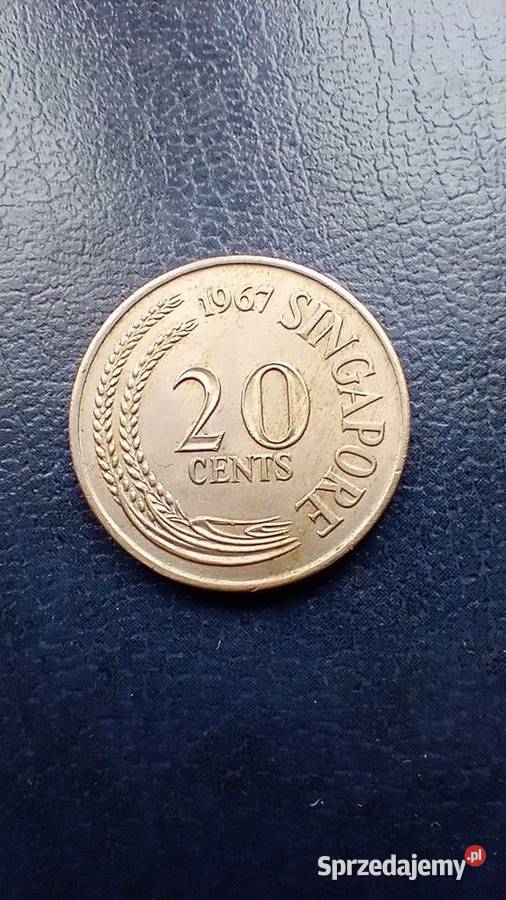 1967 SINGAPORE
20
CENTS
Sprzedajemy.pl